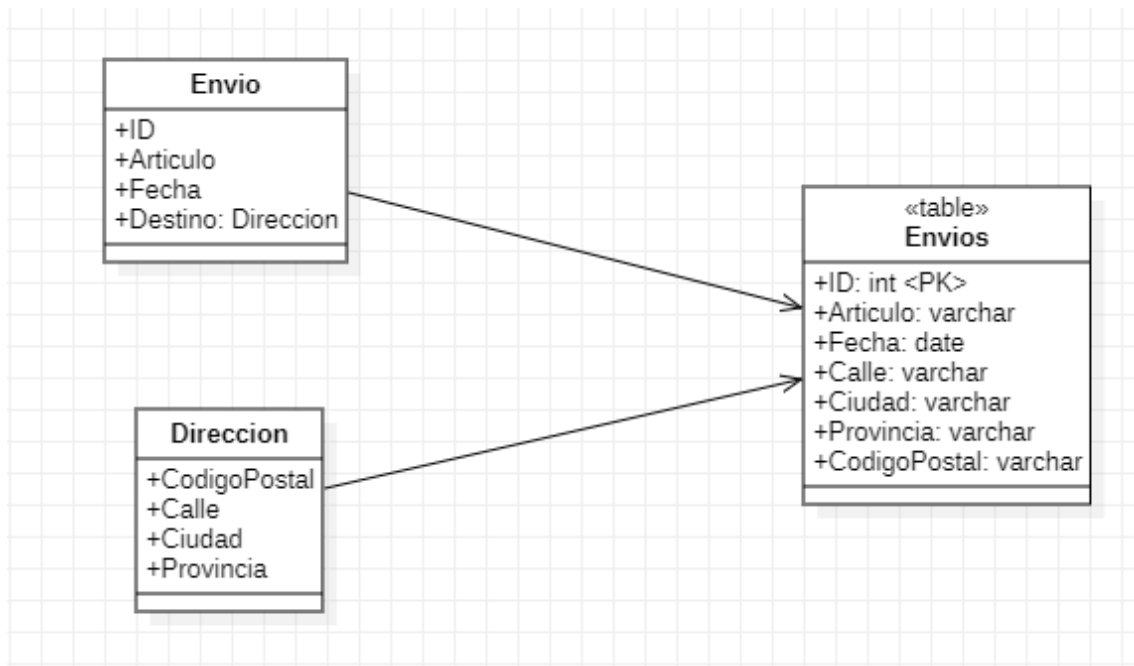 Envio
+ID
+Articulo
+Fecha
+Destino: Direccion
Direccion
+CodigoPostal
+Calle
+Ciudad
+Provincia
«table»
Envios
+ID: int <PK>
+Articulo: varchar
+Fecha: date
+Calle: varchar
+Ciudad: varchar
+Provincia: varchar
+CodigoPostal: varchar